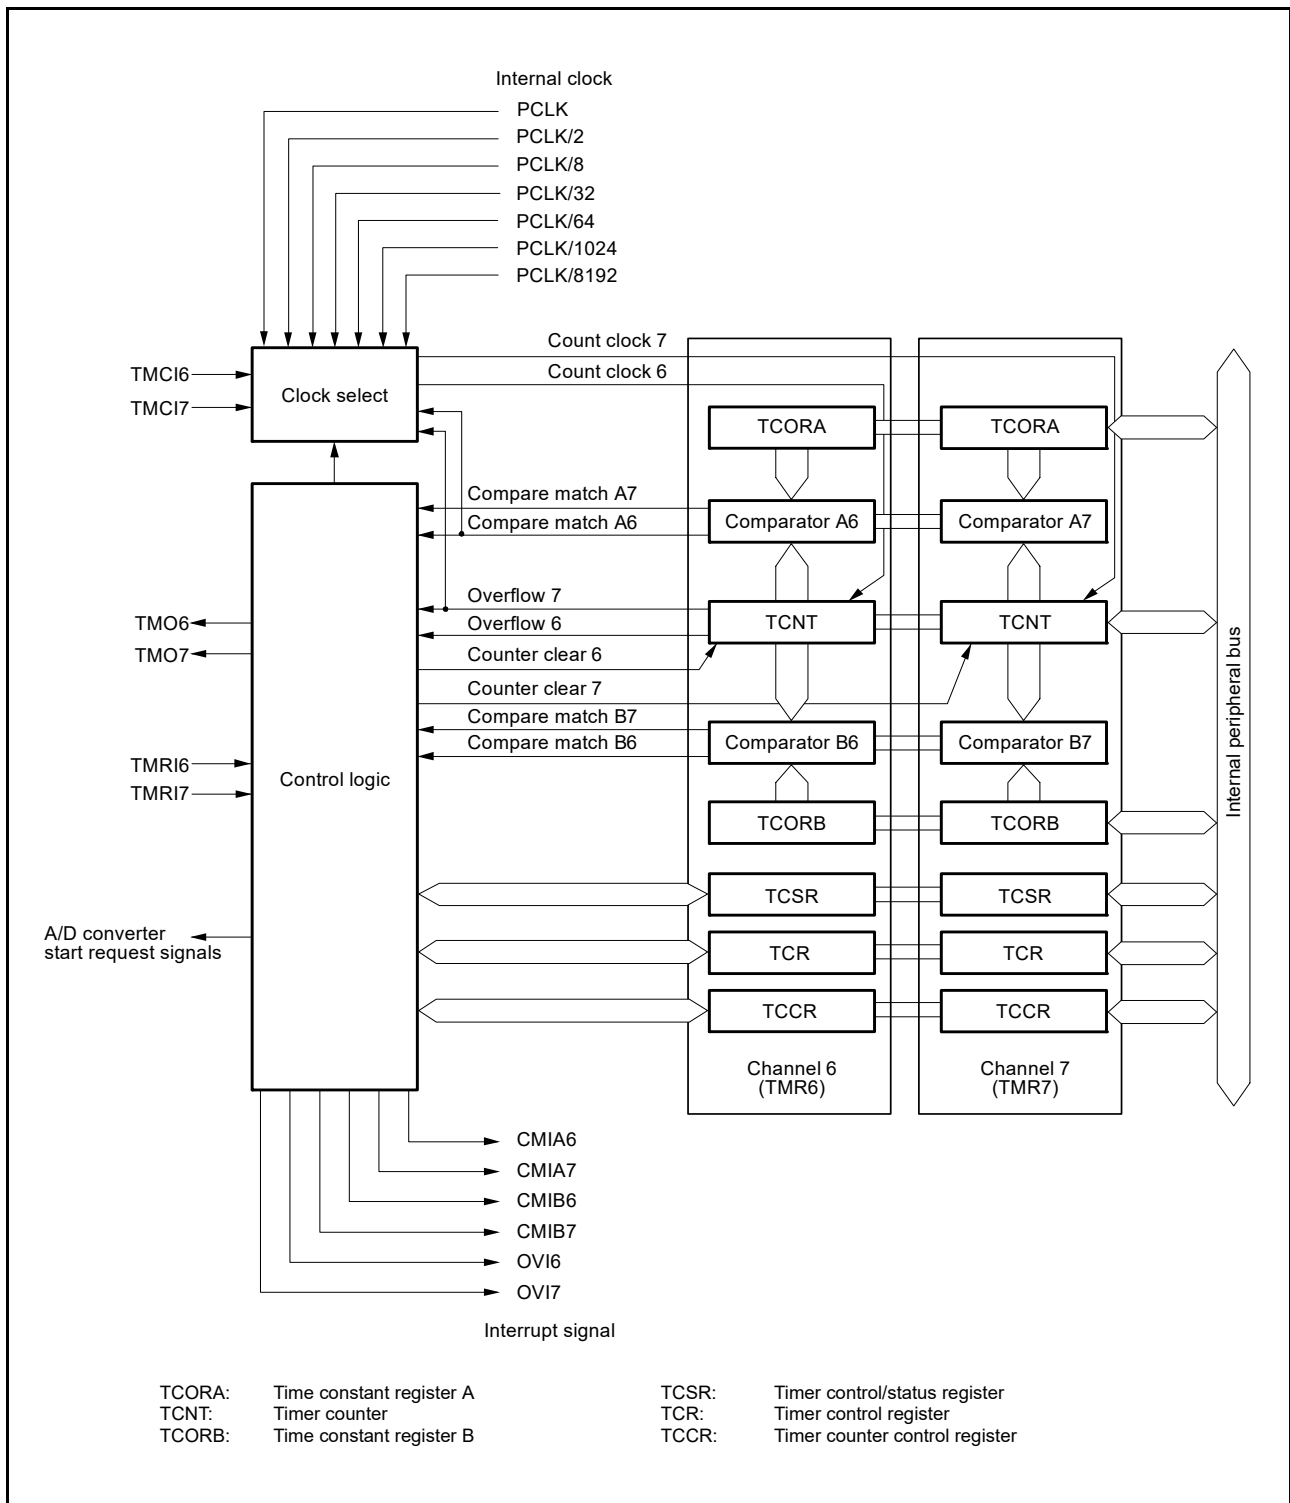 Internal clock
PCLK
PCLK/2
PCLK/8
PCLK/32
PCLK/64
PCLK/1024
PCLK/8192
Count clock 7
Count clock 6
TMCI6
TMCI7
Clock select
TCORA
TCORA
Compare match A7
Compare match A6
Comparator A6
Comparator A7
Overflow 7
Overflow 6
TCNT
TCNT
TMO6
TMO7
Counter clear 6
Counter clear 7
Compare match B7
Compare match B6
Comparator B6
Comparator B7
TMRI6
TMRI7
Control logic
TCORB
TCORB
Internal peripheral bus
TCSR
TCSR
A/D converter
start request signals
TCR
TCR
TCCR
TCCR
Channel 6
(TMR6)
Channel 7
(TMR7)
CMIA6
CMIA7
CMIB6
CMIB7
OVI6
OVI7
Interrupt signal
TCORA: Time constant register A
TCNT: Timer counter
TCORB: Time constant register B
TCSR: Timer control/status register
TCR: Timer control register
TCCR: Timer counter control register